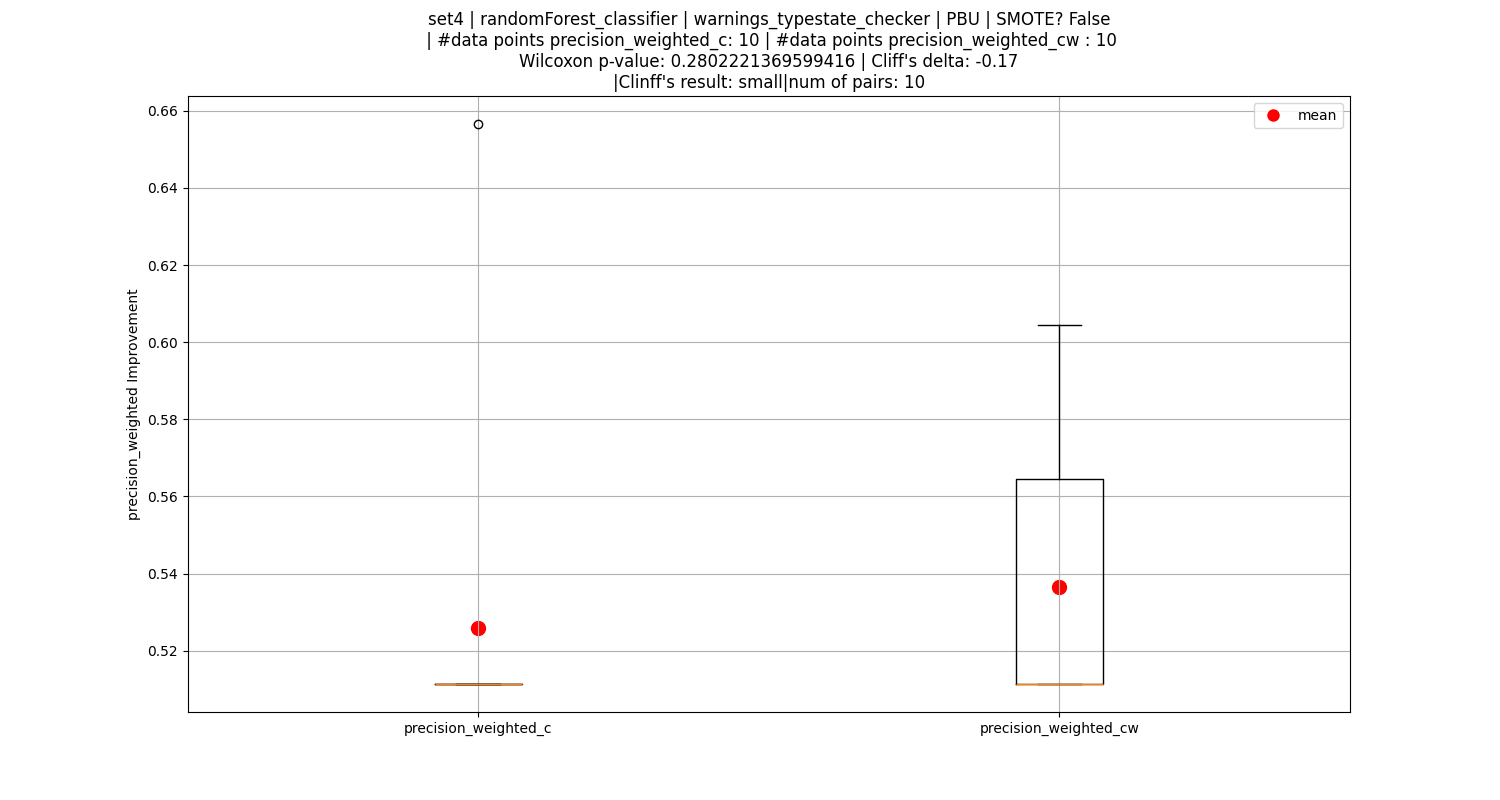 set4 | randomForest_classifier | warnings_typestate_checker | PBU | SMOTE? False
| #data points precision_weighted_c: 10 | #data points precision_weighted_cw : 10
Wilcoxon p-value: 0.2802221369599416 | Cliff's delta: -0.17
|Clinff's result: small|num of pairs: 10
mean
0.66
0.64
0.62
0.60
0.58
0.56
0.54
0.52
precision_weighted Improvement
precision_weighted_c
precision_weighted_cw